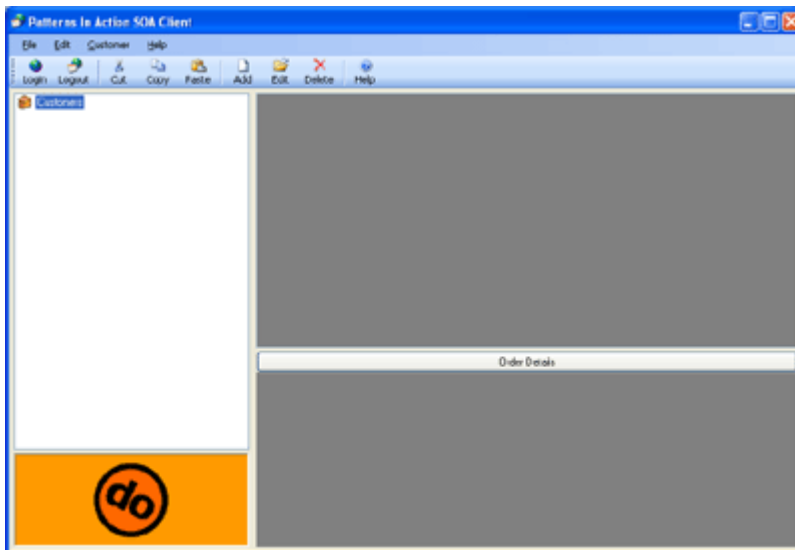 Patterns In Action SOA Client
File Edit Customer Help
Login Logout Cut Copy Paste Add Edit Delete Help
Customers
Order Details
do